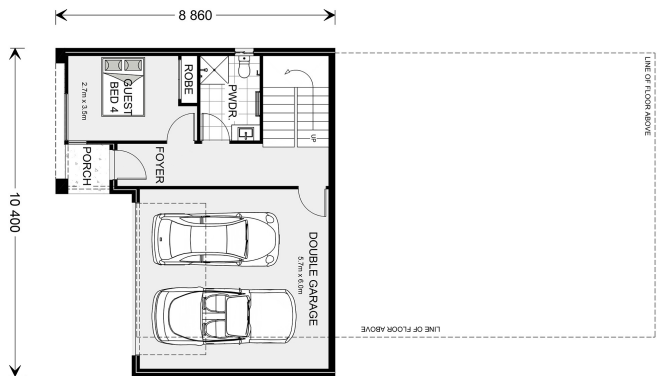 8 860
10 400
GUEST
BED 4
2.7m x 3.5m
ROBE
PWDR.
UP
PORCH
FOYER
DOUBLE GARAGE
5.7m x 6.0m
LINE OF FLOOR ABOVE
LINE OF FLOOR ABOVE